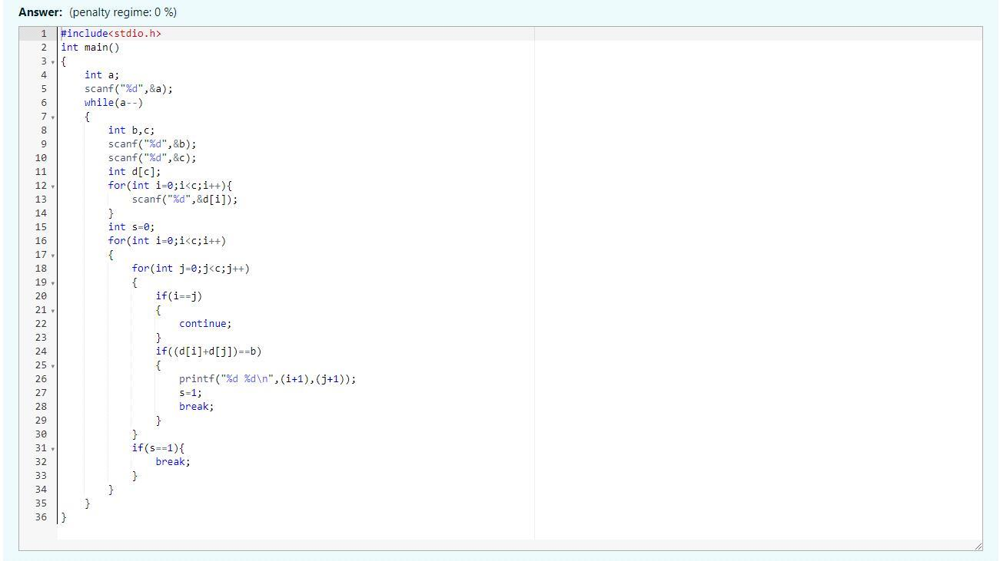 Answer: (penalty regime: 0 %)
1 #include<stdio.h>
2 int main()
3 {
4 int a;
5 scanf("%d",&a);
6 while(a--)
7 {
8 int b,c;
9 scanf("%d",&b);
10 scanf("%d",&c);
11 int d[c];
12 for(int i=0;i<c;i++){
13 scanf("%d",&d[i]);
14 }
15 int s=0;
16 for(int i=0;i<c;i++)
17 {
18 for(int j=0;j<c;j++)
19 {
20 if(i==j)
21 {
22 continue;
23 }
24 if((d[i]+d[j])==b)
25 {
26 printf("%d %d\n",(i+1),(j+1));
27 s=1;
28 break;
29 }
30 }
31 if(s==1){
32 break;
33 }
34 }
35 }
36 }